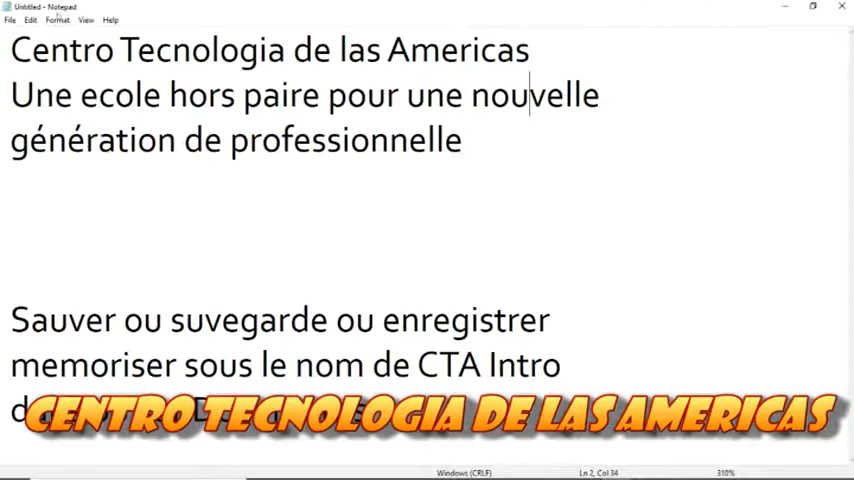 Untitled - Notepad
File Edit Format View Help
Centro Tecnologia de las Americas
Une ecole hors paire pour une nouvelle
génération de professionnelle
Sauver ou suvegarde ou enregistrer
memoriser sous le nom de CTA Intro
CENTRO TECNOLOGIA DE LAS AMERICAS
Windows (CRLF) Ln 2, Col 34 310%